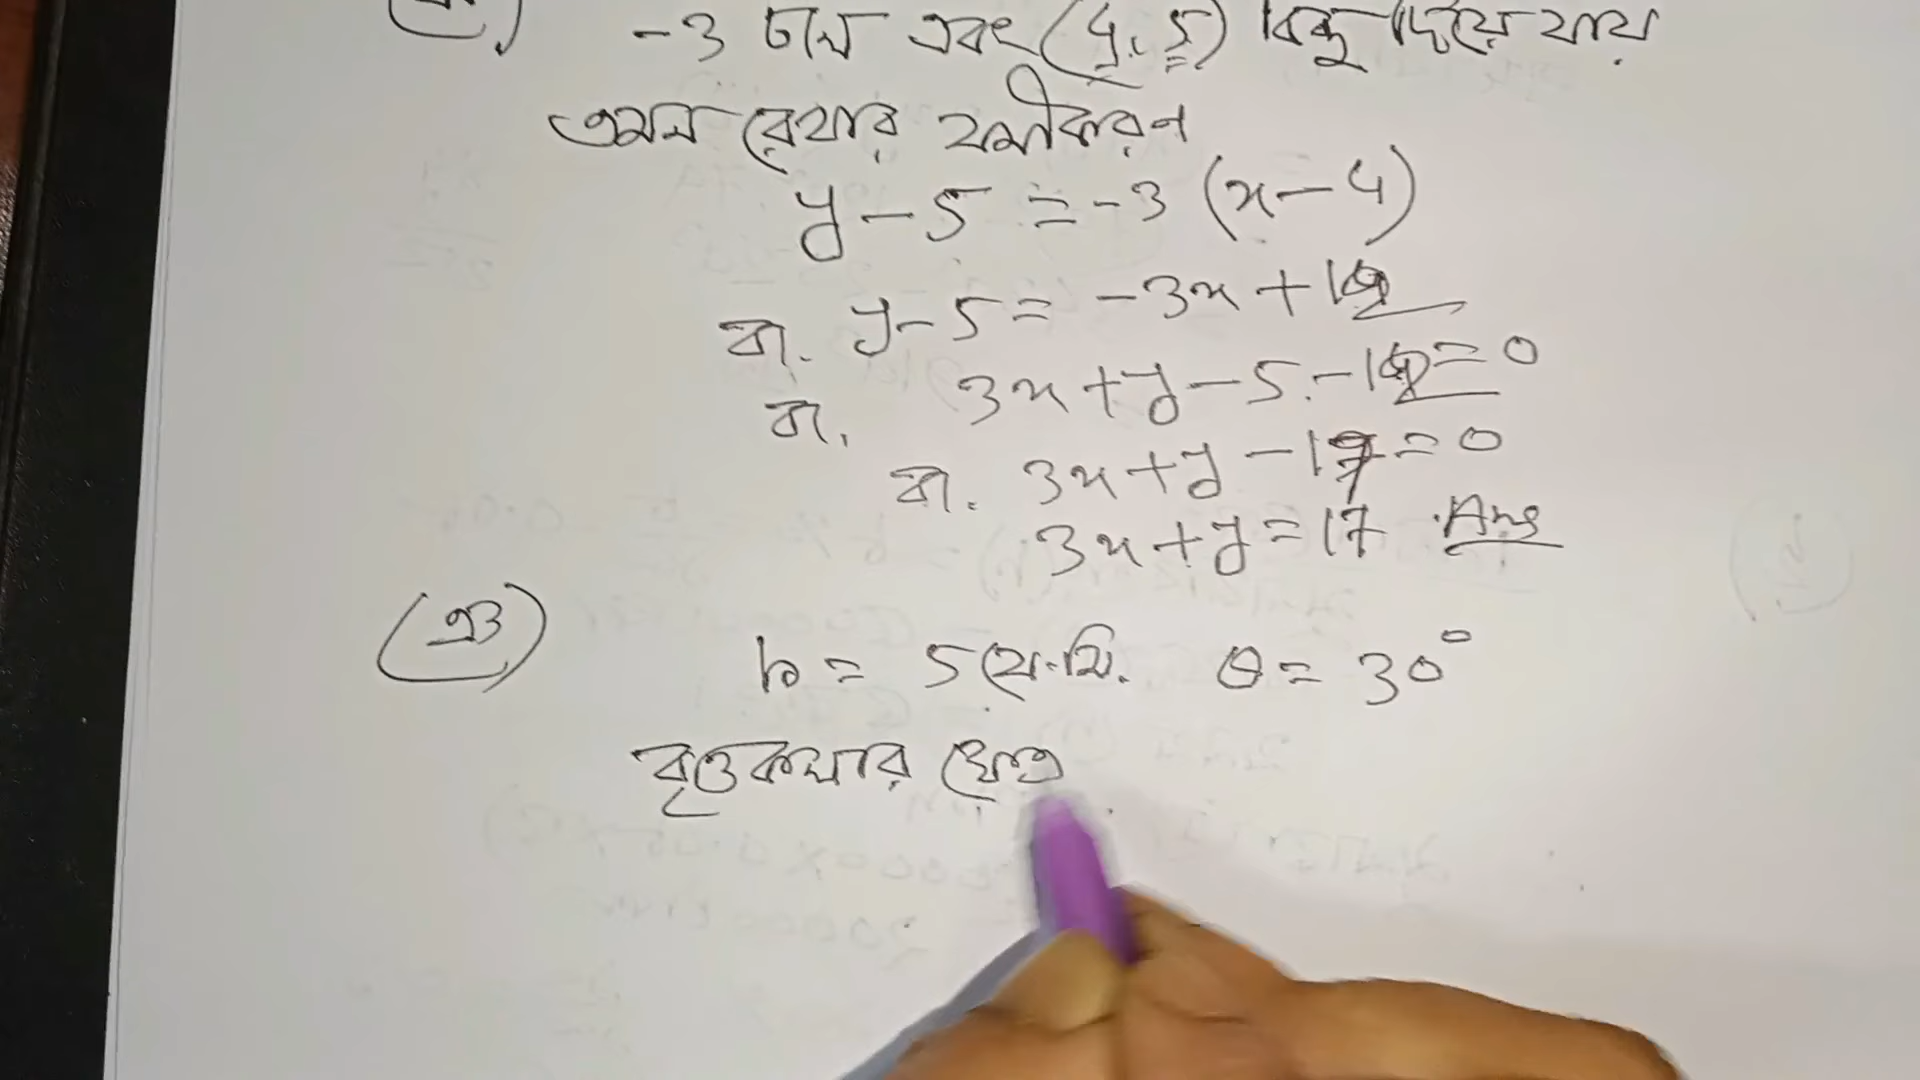 -3 ঢাল এবং (4, 5) বিন্দু দিয়ে যায়
এমন রেখার সমীকরণ
y - 5 = -3 (x - 4)
বা, y - 5 = -3x + 12
বা, 3x + y - 5 - 12 = 0
বা, 3x + y - 17 = 0
3x + y = 17 Ans
(ঞ) r = 5 সে.মি. θ = 30°
বৃত্তকলার ক্ষেত্র